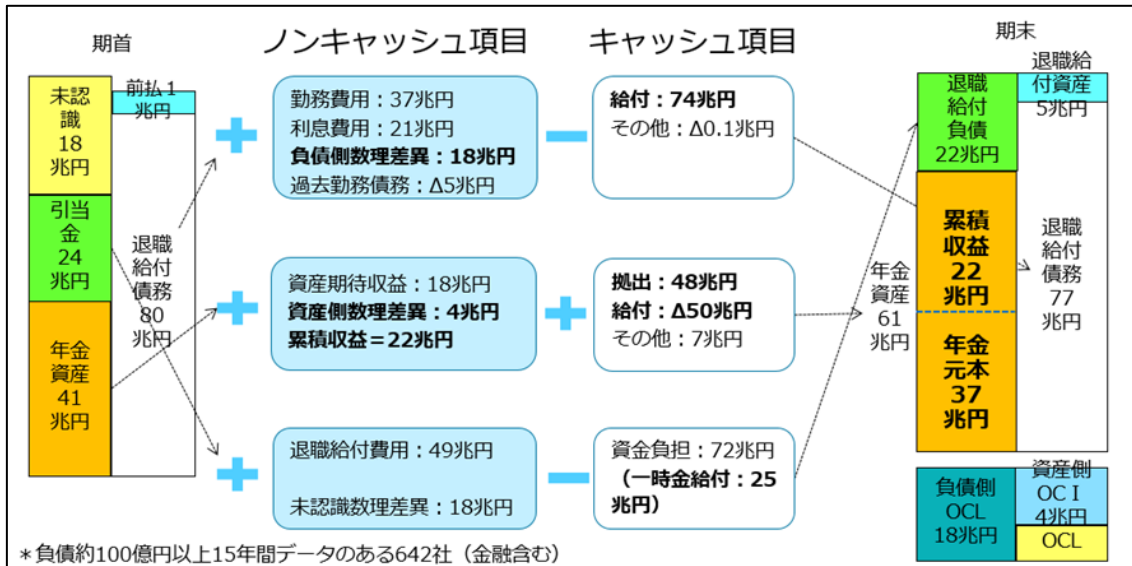 期首
ノンキャッシュ項目
キャッシュ項目
期末
未認
識
18
兆円
前払1
兆円
引当
金
24
兆円
年金
資産
41
兆円
退職
給付
債務
80
兆円
勤務費用：37兆円
利息費用：21兆円
負債側数理差異：18兆円
過去勤務債務：Δ5兆円
給付：74兆円
その他：Δ0.1兆円
資産期待収益：18兆円
資産側数理差異：4兆円
累積収益＝22兆円
拠出：48兆円
給付：Δ50兆円
その他：7兆円
退職給付費用：49兆円
未認識数理差異：18兆円
資金負担：72兆円
（一時金給付：25
兆円）
年金
資産
61
兆円
退職
給付
負債
22兆円
退職給
付資産
5兆円
累積
収益
22
兆円
年金
元本
37
兆円
退職
給付
債務
77
兆円
負債側
OCL
18兆円
資産側
OCＩ
4兆円
OCL
＊負債約100億円以上15年間データのある642社（金融含む）